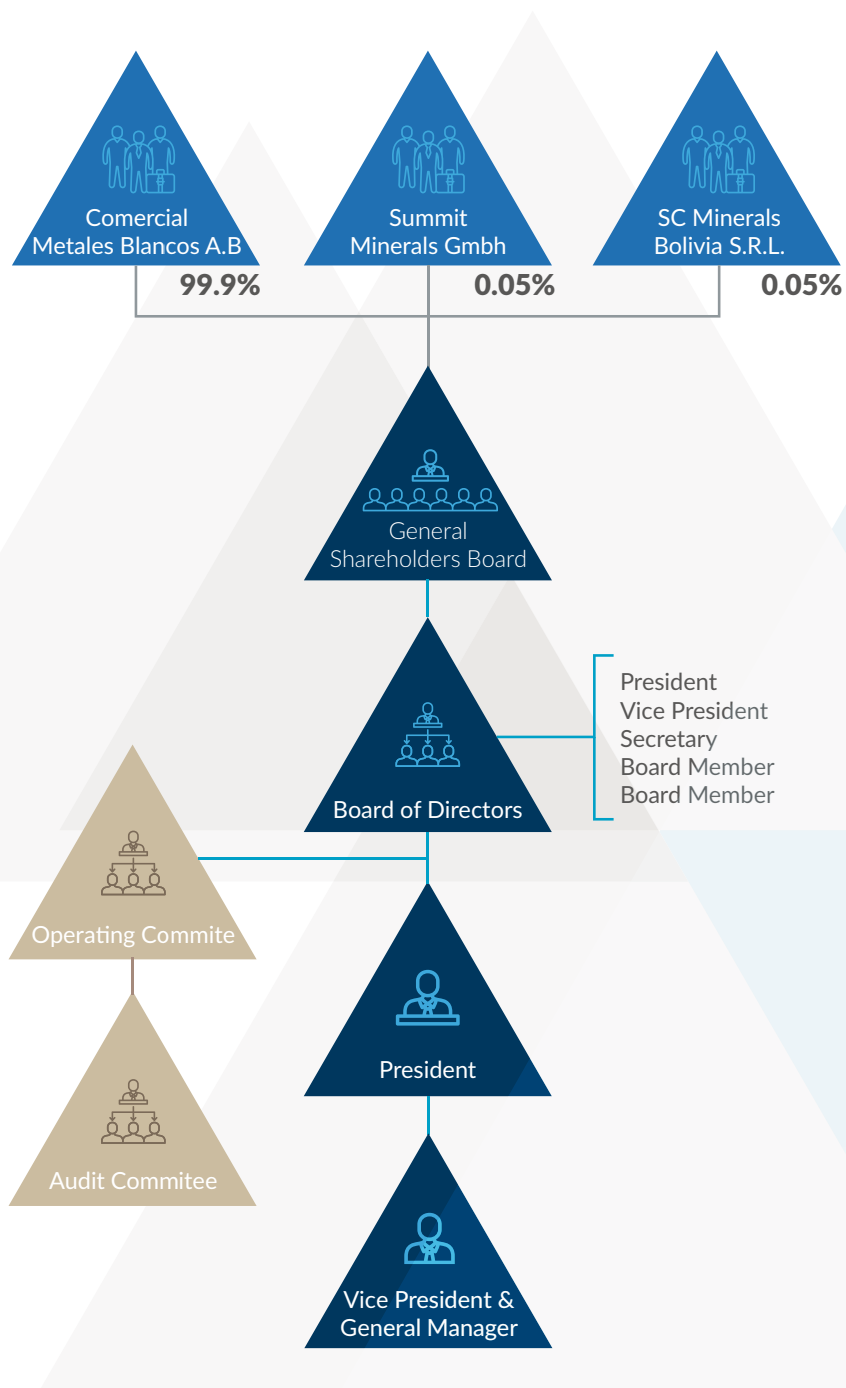 Comercial
Metales Blancos A.B
99.9%
Summit
Minerals Gmbh
0.05%
SC Minerals
Bolivia S.R.L.
0.05%
General
Shareholders Board
Board of Directors
President
Vice President
Secretary
Board Member
Board Member
Operating Commite
President
Audit Commitee
Vice President &
General Manager